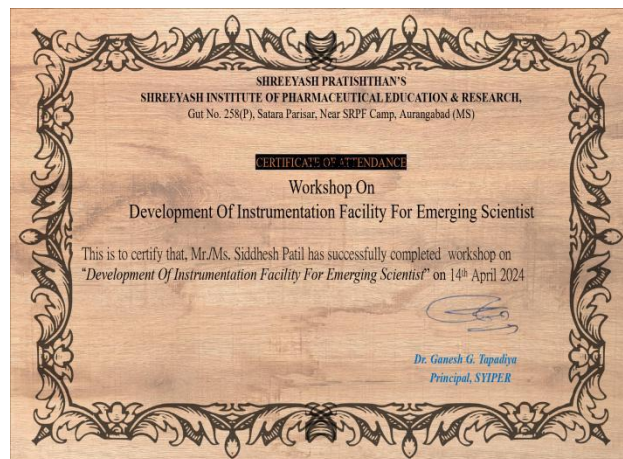 SHREEYASH PRATISHTHAN'S
SHREEYASH INSTITUTE OF PHARMACEUTICAL EDUCATION & RESEARCH,
Gut No. 258(P), Satara Parisar, Near SRPF Camp, Aurangabad (MS)
CERTIFICATE OF ATTENDANCE
Workshop On
Development Of Instrumentation Facility For Emerging Scientist
This is to certify that, Mr./Ms. Siddhesh Patil has successfully completed workshop on
“Development Of Instrumentation Facility For Emerging Scientist” on 14th April 2024
Dr. Ganesh G. Tapadiya
Principal, SYIPER